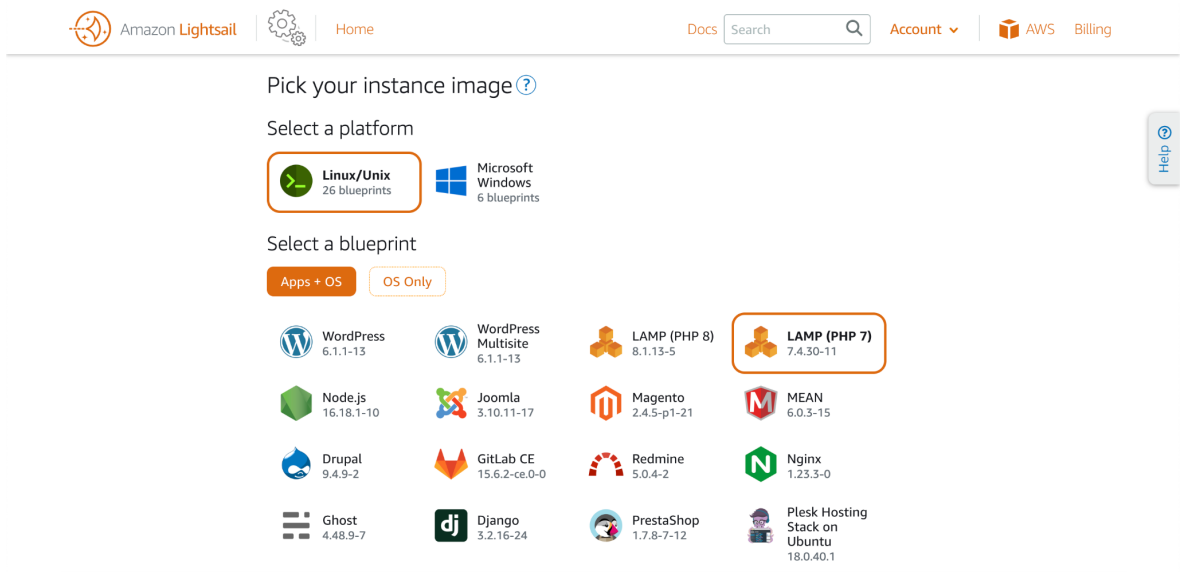 Amazon Lightsail
Home
Docs
Search
Account
AWS
Billing
Pick your instance image ?
Help ?
Select a platform
Linux/Unix
26 blueprints
Microsoft
Windows
6 blueprints
Select a blueprint
Apps + OS
OS Only
WordPress
6.1.1-13
WordPress
Multisite
6.1.1-13
LAMP (PHP 8)
8.1.13-5
LAMP (PHP 7)
7.4.30-11
Node.js
16.18.1-10
Joomla
3.10.11-17
Magento
2.4.5-p1-21
MEAN
6.0.3-15
Drupal
9.4.9-2
GitLab CE
15.6.2-ce.0-0
Redmine
5.0.4-2
Nginx
1.23.3-0
Ghost
4.48.9-7
dj
Django
3.2.16-24
PrestaShop
1.7.8-7-12
Plesk Hosting
Stack on
Ubuntu
18.0.40.1